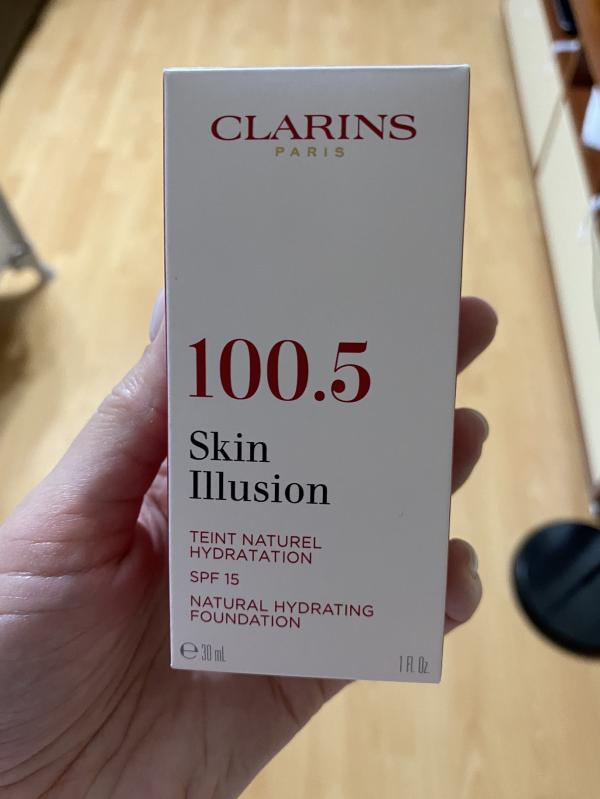 CLARINS
PARIS
100.5
Skin
Illusion
TEINT NATUREL
HYDRATATION
SPF 15
NATURAL HYDRATING
FOUNDATION
℮ 30 mL 1 Fl. Oz.